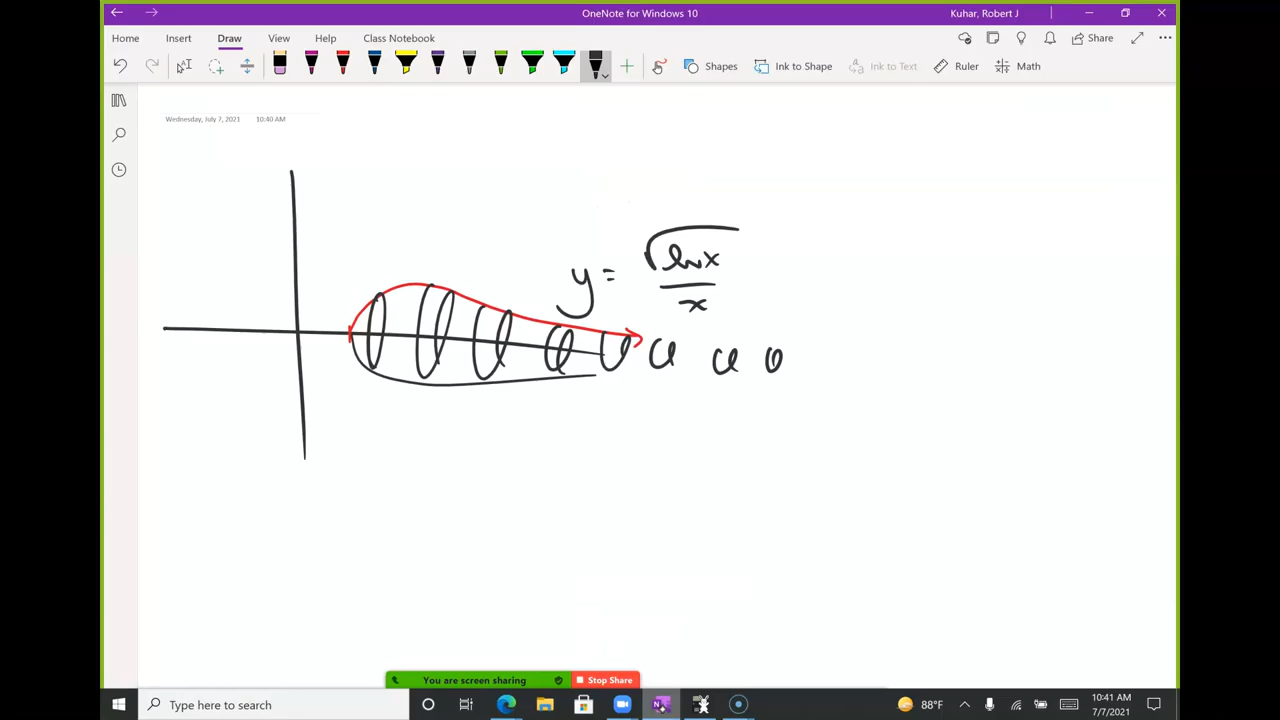 OneNote for Windows 10
Kuhar, Robert J
Home Insert Draw View Help Class Notebook
Share
Shapes Ink to Shape Ink to Text Ruler Math
Wednesday, July 7, 2021 10:40 AM
y = √ln x / x
You are screen sharing Stop Share
Type here to search
88°F
10:41 AM
7/7/2021